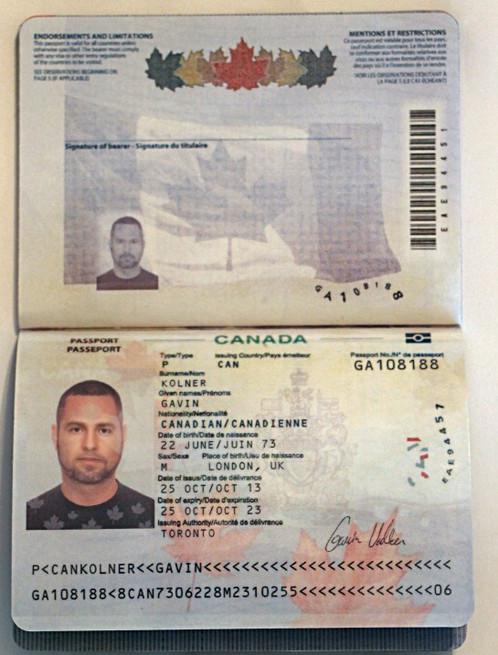 ENDORSEMENTS AND LIMITATIONS
This passport is valid for all countries unless
otherwise stated. The bearer must comply
with any visa or other entry regulations
of the countries to be visited.
SEE OBSERVATIONS BEGINNING ON
PAGE 5 (IF APPLICABLE)
MENTIONS ET RESTRICTIONS
Ce passeport est valable pour tous les pays,
sauf indication contraire. Le titulaire doit
se conformer aux formalités relatives aux
visas ou aux autres formalités d'entrée
des pays où il a l'intention de se rendre.
VOIR LES OBSERVATIONS DÉBUTANT À
LA PAGE 5 (LE CAS ÉCHÉANT)
Signature of bearer - Signature du titulaire
GA108188
PASSPORT
PASSEPORT
CANADA
Type/Type Issuing Country/Pays émetteur Passport No./N° de passeport
P CAN GA108188
Surname/Nom
KOLNER
Given names/Prénoms
GAVIN
Nationality/Nationalité
CANADIAN/CANADIENNE
Date of birth/Date de naissance
22 JUNE/JUIN 73
Sex/Sexe Place of birth/Lieu de naissance
M LONDON, UK
Date of issue/Date de délivrance
25 OCT/OCT 13
Date of expiry/Date d'expiration
25 OCT/OCT 23
Issuing Authority/Autorité de délivrance
TORONTO
P<CANKOLNER<<GAVIN<<<<<<<<<<<<<<<<<<<<<<<<<<
GA108188<8CAN7306228M2310255<<<<<<<<<<<<<<06